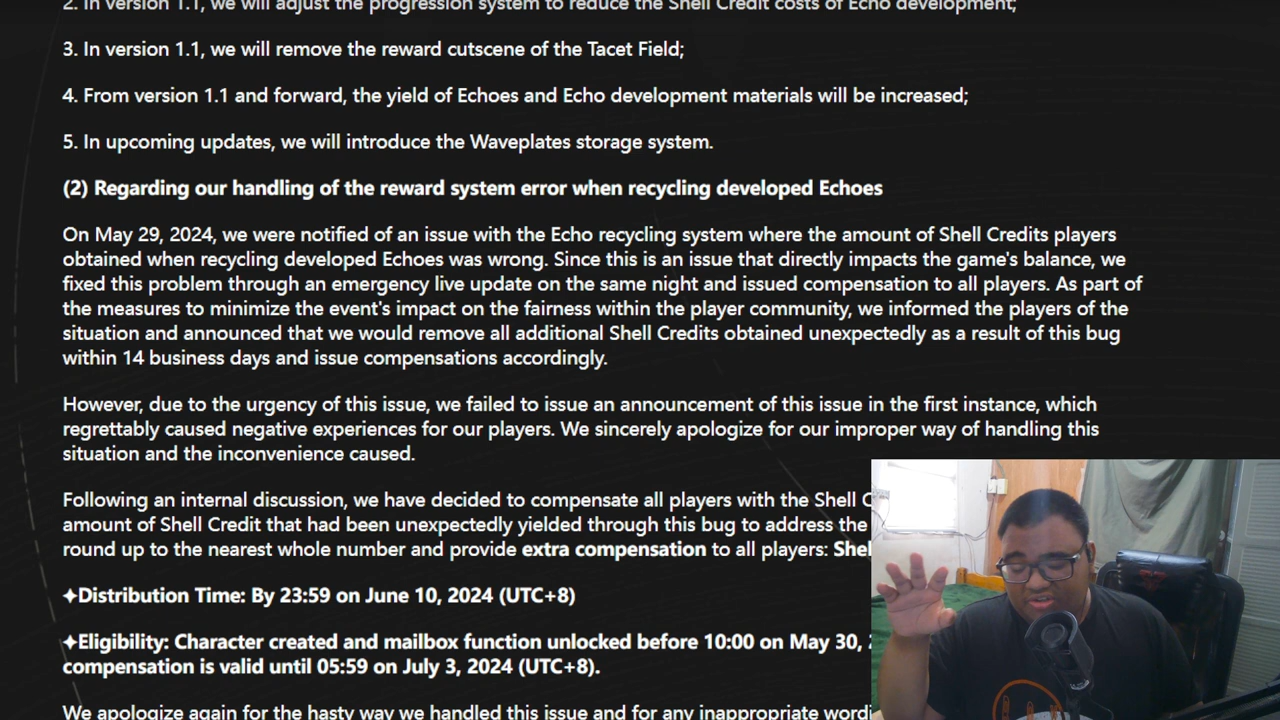 2. In version 1.1, we will adjust the progression system to reduce the Shell Credit costs of Echo development;
3. In version 1.1, we will remove the reward cutscene of the Tacet Field;
4. From version 1.1 and forward, the yield of Echoes and Echo development materials will be increased;
5. In upcoming updates, we will introduce the Waveplates storage system.
(2) Regarding our handling of the reward system error when recycling developed Echoes
On May 29, 2024, we were notified of an issue with the Echo recycling system where the amount of Shell Credits players
obtained when recycling developed Echoes was wrong. Since this is an issue that directly impacts the game's balance, we
fixed this problem through an emergency live update on the same night and issued compensation to all players. As part of
the measures to minimize the event's impact on the fairness within the player community, we informed the players of the
situation and announced that we would remove all additional Shell Credits obtained unexpectedly as a result of this bug
within 14 business days and issue compensations accordingly.
However, due to the urgency of this issue, we failed to issue an announcement of this issue in the first instance, which
regrettably caused negative experiences for our players. We sincerely apologize for our improper way of handling this
situation and the inconvenience caused.
Following an internal discussion, we have decided to compensate all players with the Shell
amount of Shell Credit that had been unexpectedly yielded through this bug to address the
round up to the nearest whole number and provide extra compensation to all players:
✦Distribution Time: By 23:59 on June 10, 2024 (UTC+8)
✦Eligibility: Character created and mailbox function unlocked before 10:00 on May 30,
compensation is valid until 05:59 on July 3, 2024 (UTC+8).
We apologize again for the hasty way we handled this issue and for any inappropriate